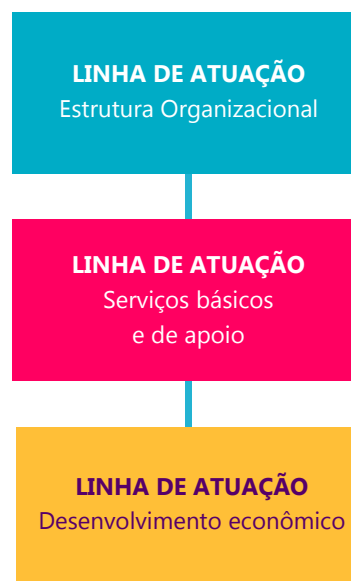 LINHA DE ATUAÇÃO
Estrutura Organizacional
LINHA DE ATUAÇÃO
Serviços básicos
e de apoio
LINHA DE ATUAÇÃO
Desenvolvimento econômico